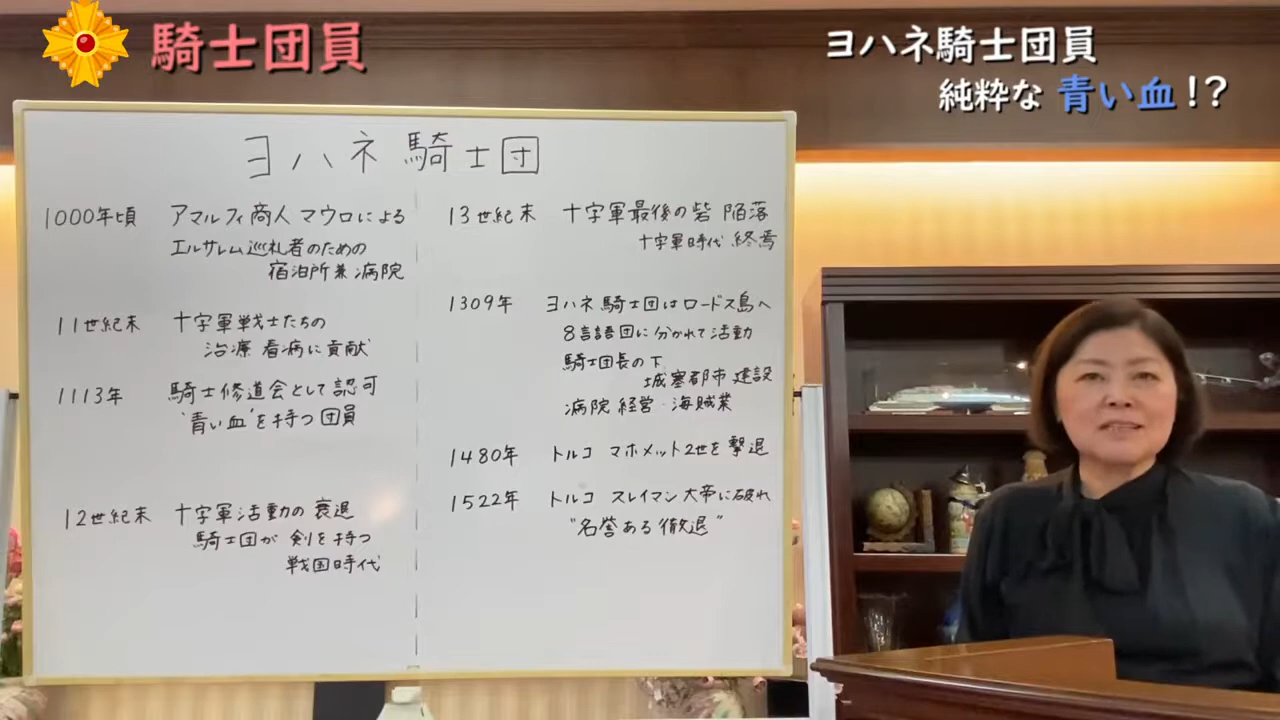 騎士団員
ヨハネ騎士団員
純粋な 青い血!?
ヨハネ騎士団
1000年頃 アマルフィ商人 マウロによる
エルサレム巡礼者のための
宿泊所兼病院
11世紀末 十字軍戦士たちの
治療 看病に貢献
1113年 騎士修道会として認可
'青い血'を持つ団員
12世紀末 十字軍活動の衰退
騎士団が 剣を持つ
戦国時代
13世紀末 十字軍最後の砦 陥落
十字軍時代 終焉
1309年 ヨハネ騎士団はロードス島へ
8言語団に分かれて活動
騎士団長の下
城塞都市 建設
病院 経営・海賊業
1480年 トルコ マホメット2世を撃退
1522年 トルコ スレイマン大帝に破れ
"名誉ある撤退"